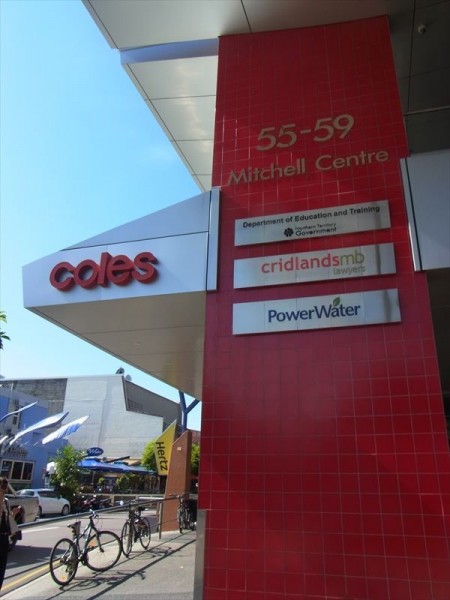 55-59
Mitchell Centre
Department of Education and Training
Northern Territory
Government
cridlandsmb
lawyers
PowerWater
coles
Hertz